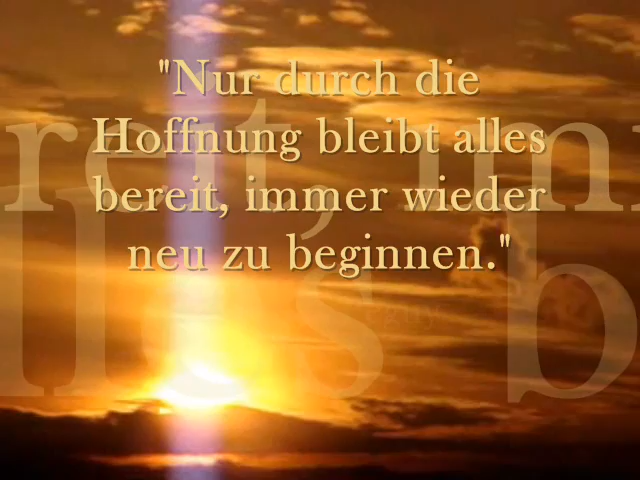 "Nur durch die
Hoffnung bleibt alles
bereit, immer wieder
neu zu beginnen."